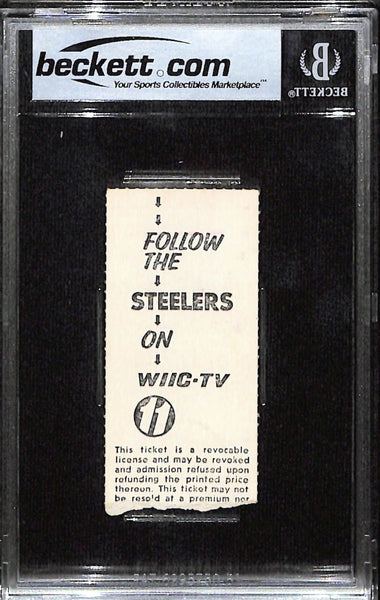 beckett.com
Your Sports Collectibles Marketplace™
B
BECKETT®
↓
↓
FOLLOW
THE
↓
STEELERS
↓
ON
↓
WIIC-TV
11
This ticket is a revocable
license and may be revoked
and admission refused upon
refunding the printed price
thereon. This ticket may not
be resold at a premium nor